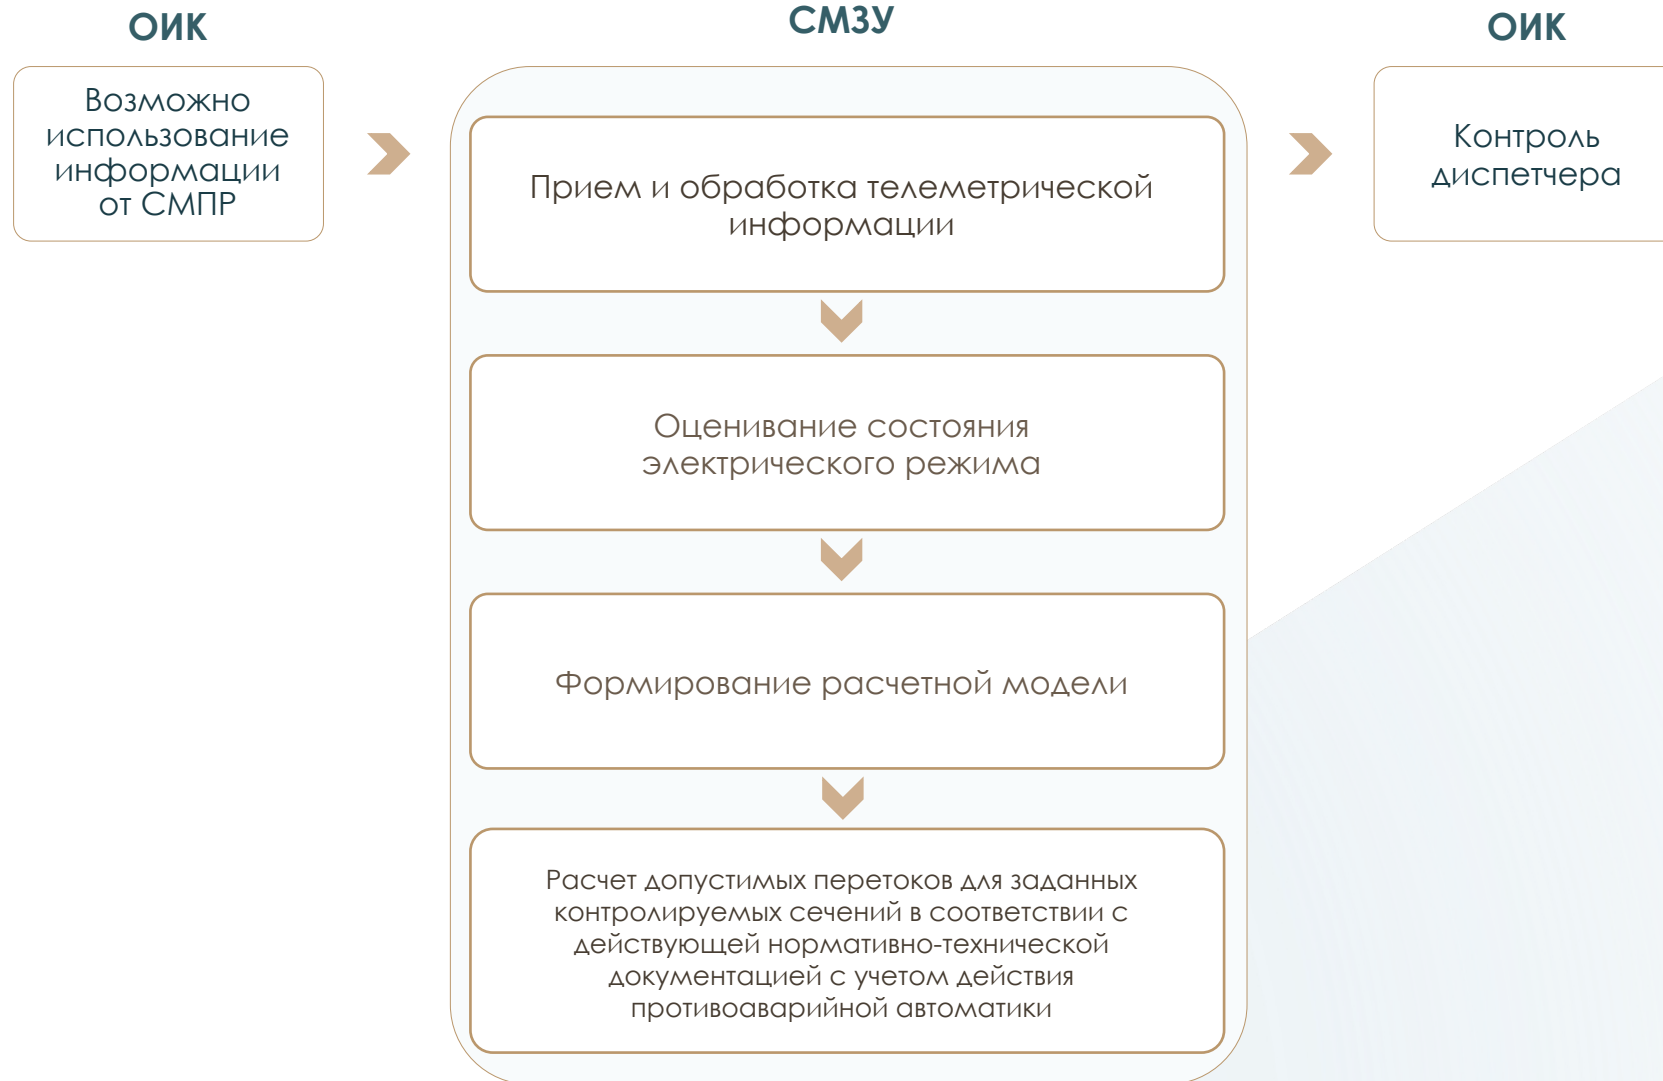 ОИК
СМЗУ
ОИК
Возможно
использование
информации
от СМПР
Прием и обработка телеметрической
информации
Контроль
диспетчера
Оценивание состояния
электрического режима
Формирование расчетной модели
Расчет допустимых перетоков для заданных
контролируемых сечений в соответствии с
действующей нормативно-технической
документацией с учетом действия
противоаварийной автоматики